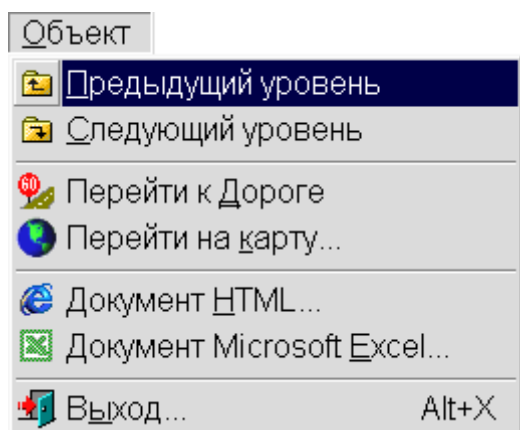 Объект
Предыдущий уровень
Следующий уровень
Перейти к Дороге
Перейти на карту...
Документ HTML...
Документ Microsoft Excel...
Выход... Alt+X